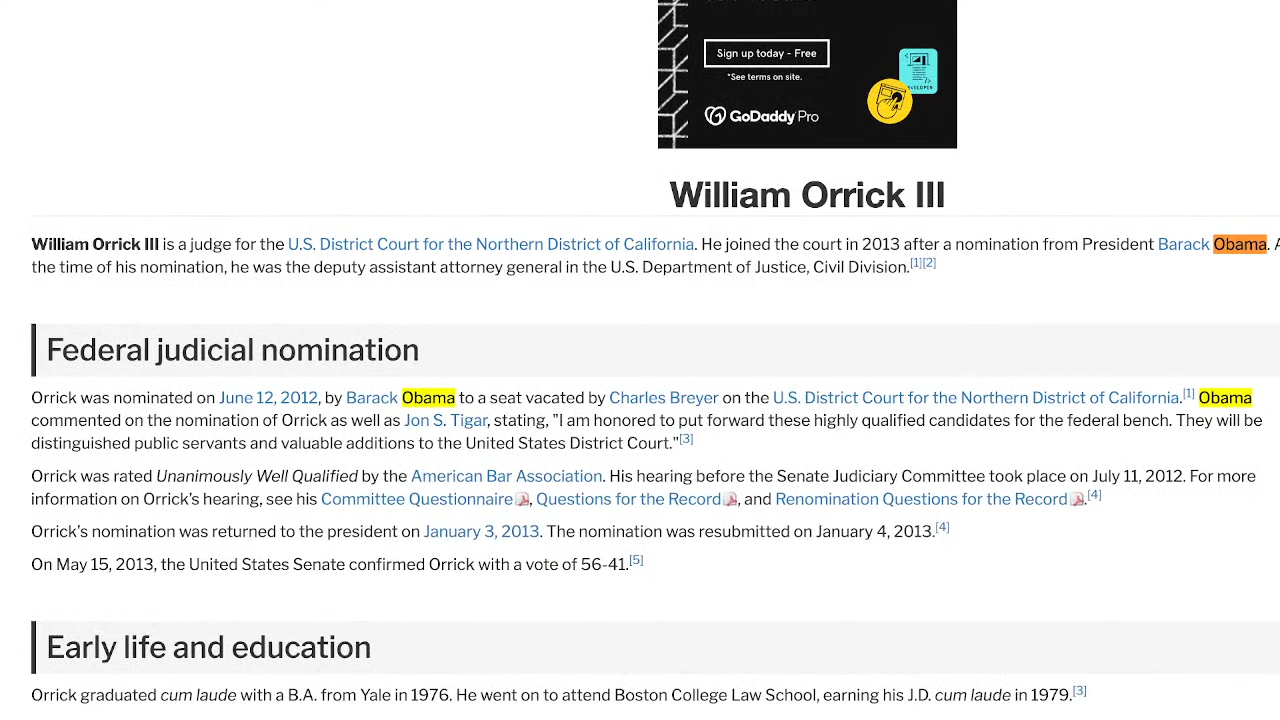 Sign up today - Free
*See terms on site.
GoDaddy Pro
William Orrick III
William Orrick III is a judge for the U.S. District Court for the Northern District of California. He joined the court in 2013 after a nomination from President Barack Obama. A
the time of his nomination, he was the deputy assistant attorney general in the U.S. Department of Justice, Civil Division.[1][2]
Federal judicial nomination
Orrick was nominated on June 12, 2012, by Barack Obama to a seat vacated by Charles Breyer on the U.S. District Court for the Northern District of California.[1] Obama
commented on the nomination of Orrick as well as Jon S. Tigar, stating, "I am honored to put forward these highly qualified candidates for the federal bench. They will be
distinguished public servants and valuable additions to the United States District Court."[3]
Orrick was rated Unanimously Well Qualified by the American Bar Association. His hearing before the Senate Judiciary Committee took place on July 11, 2012. For more
information on Orrick's hearing, see his Committee Questionnaire, Questions for the Record, and Renomination Questions for the Record.[4]
Orrick's nomination was returned to the president on January 3, 2013. The nomination was resubmitted on January 4, 2013.[4]
On May 15, 2013, the United States Senate confirmed Orrick with a vote of 56-41.[5]
Early life and education
Orrick graduated cum laude with a B.A. from Yale in 1976. He went on to attend Boston College Law School, earning his J.D. cum laude in 1979.[3]